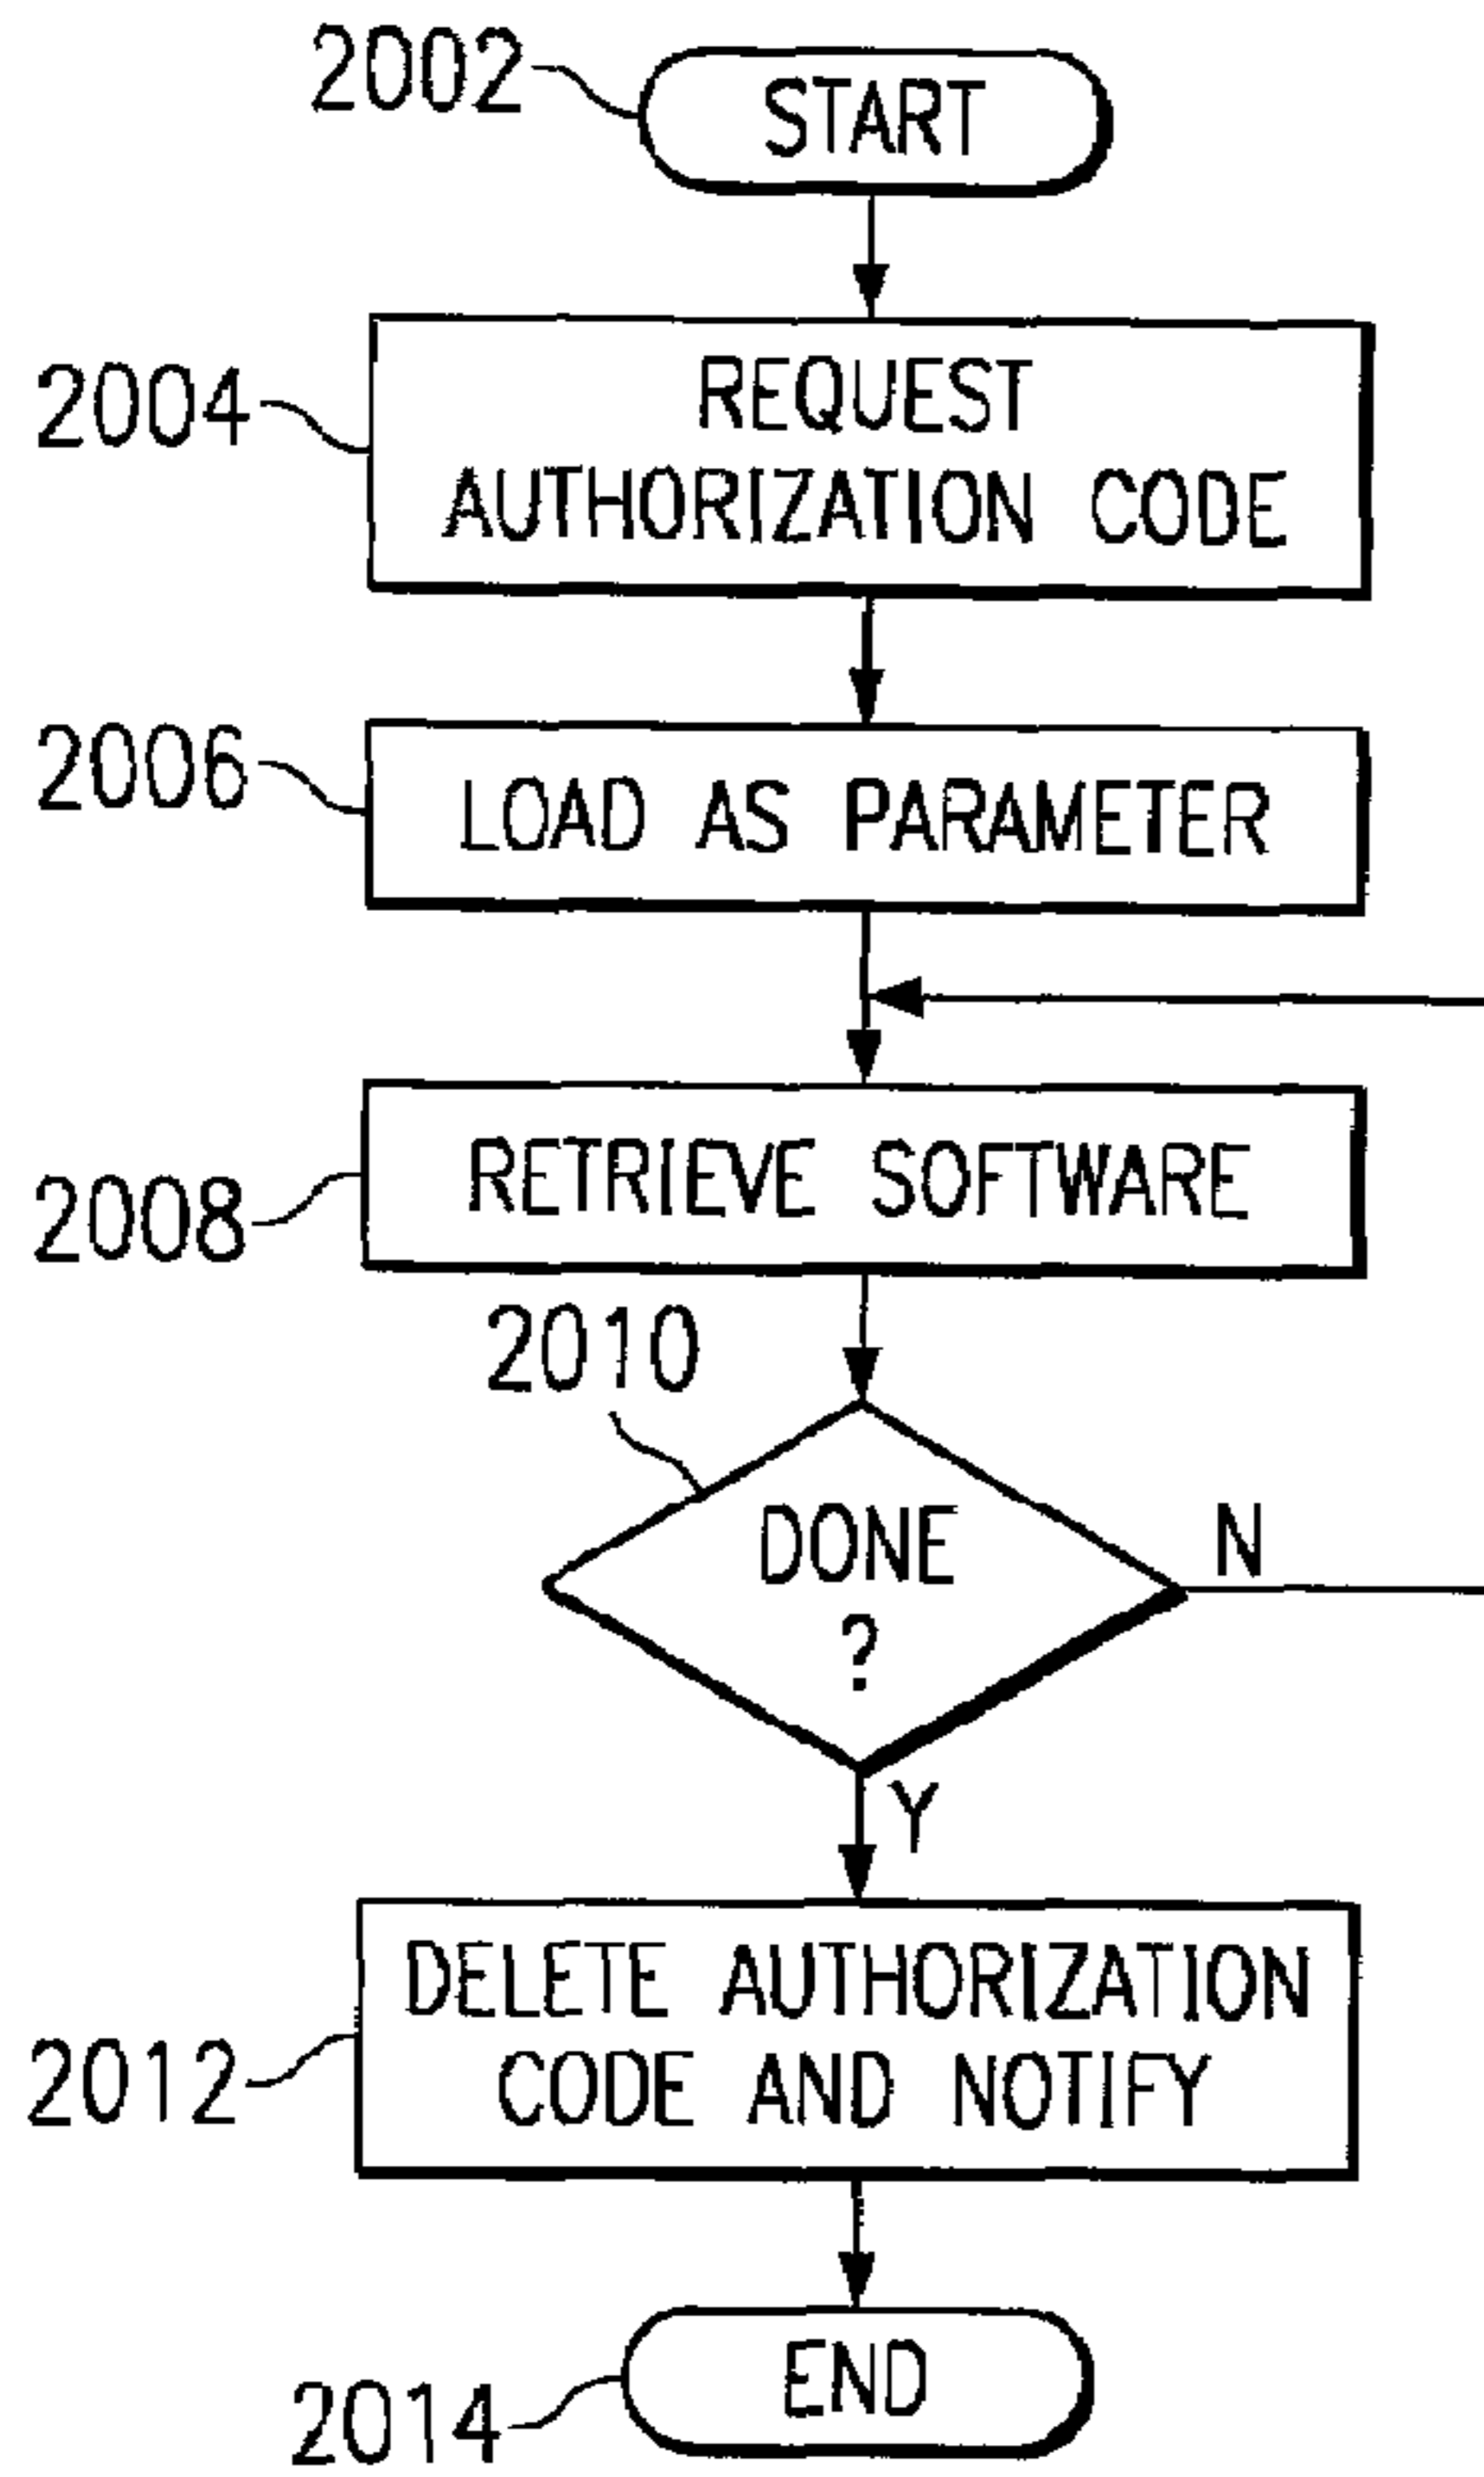 2002
START
2004
REQUEST
AUTHORIZATION CODE
2006
LOAD AS PARAMETER
2008
RETRIEVE SOFTWARE
2010
DONE
?
N
Y
2012
DELETE AUTHORIZATION
CODE AND NOTIFY
2014
END